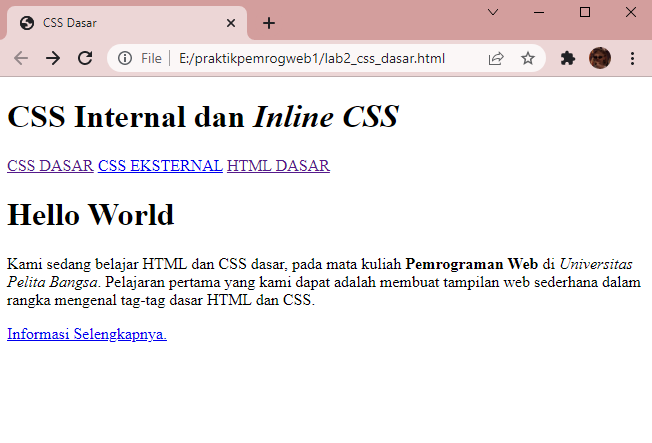 CSS Dasar
File | E:/praktikpemrogweb1/lab2_css_dasar.html
CSS Internal dan Inline CSS
CSS DASAR CSS EKSTERNAL HTML DASAR
Hello World
Kami sedang belajar HTML dan CSS dasar, pada mata kuliah Pemrograman Web di Universitas
Pelita Bangsa. Pelajaran pertama yang kami dapat adalah membuat tampilan web sederhana dalam
rangka mengenal tag-tag dasar HTML dan CSS.
Informasi Selengkapnya.